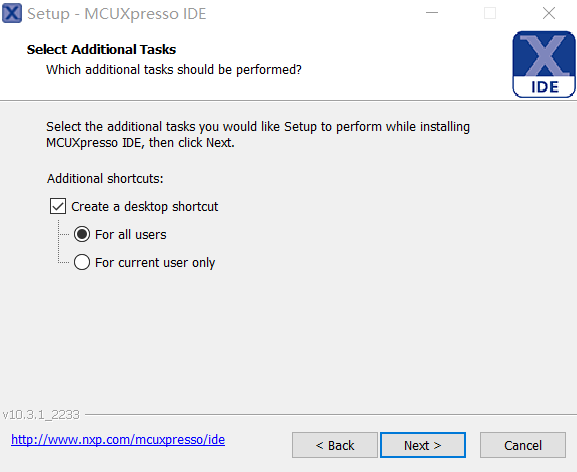 Setup - MCUXpresso IDE
Select Additional Tasks
Which additional tasks should be performed?
X
IDE
Select the additional tasks you would like Setup to perform while installing
MCUXpresso IDE, then click Next.
Additional shortcuts:
Create a desktop shortcut
For all users
For current user only
v10.3.1_2233
http://www.nxp.com/mcuxpresso/ide
< Back
Next >
Cancel